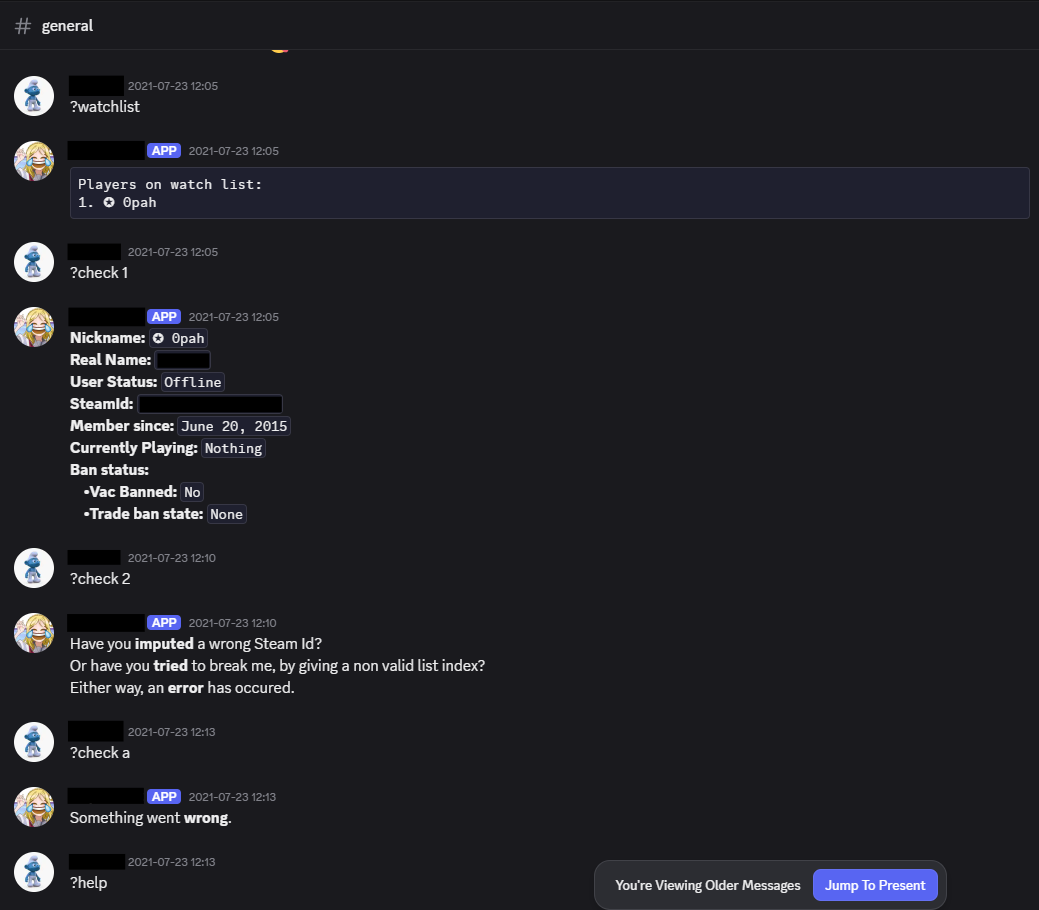 # general
2021-07-23 12:05
?watchlist
APP 2021-07-23 12:05
Players on watch list:
1. ✪ 0pah
2021-07-23 12:05
?check 1
APP 2021-07-23 12:05
Nickname: ✪ 0pah
Real Name:
User Status: Offline
SteamId:
Member since: June 20, 2015
Currently Playing: Nothing
Ban status:
•Vac Banned: No
•Trade ban state: None
2021-07-23 12:10
?check 2
APP 2021-07-23 12:10
Have you imputed a wrong Steam Id?
Or have you tried to break me, by giving a non valid list index?
Either way, an error has occured.
2021-07-23 12:13
?check a
APP 2021-07-23 12:13
Something went wrong.
2021-07-23 12:13
?help
You're Viewing Older Messages Jump To Present